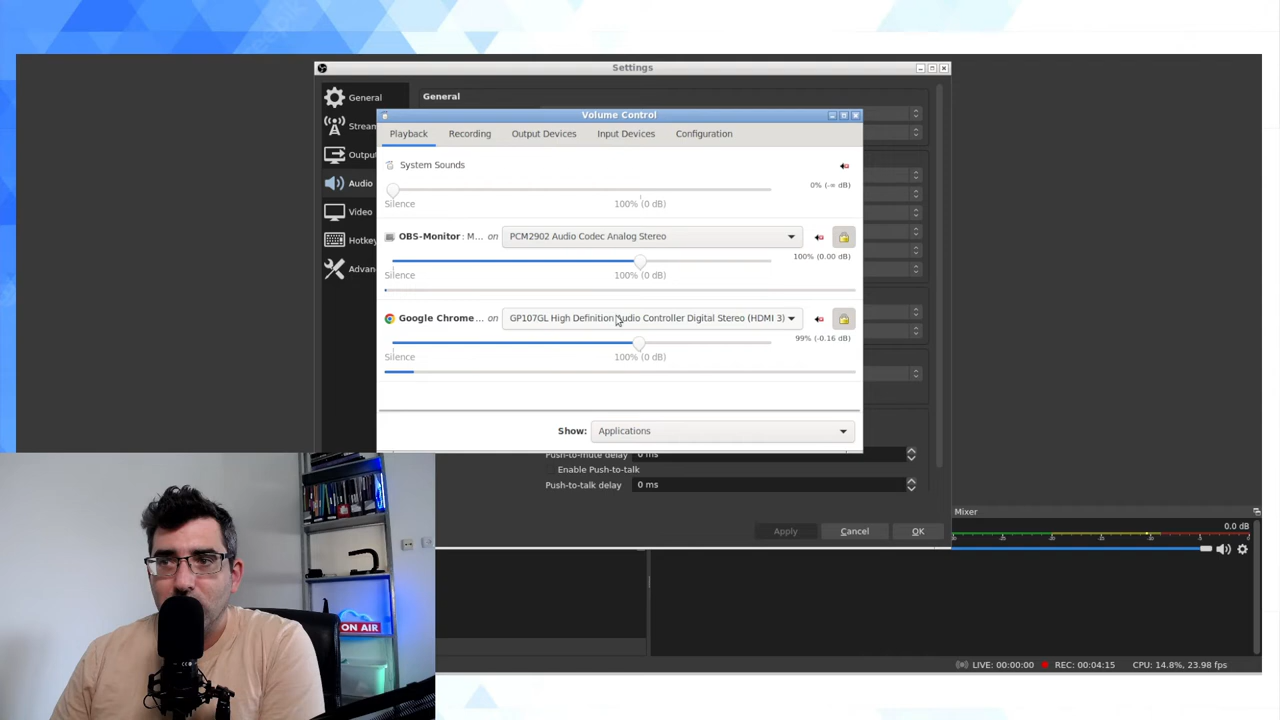 Settings
General
General
Stream
Output
Audio
Video
Hotkey
Advan
Volume Control
Playback
Recording
Output Devices
Input Devices
Configuration
System Sounds
0% (-∞ dB)
Silence
100% (0 dB)
OBS-Monitor : M... on
PCM2902 Audio Codec Analog Stereo
100% (0.00 dB)
Silence
100% (0 dB)
Google Chrome... on
GP107GL High Definition Audio Controller Digital Stereo (HDMI 3)
99% (-0.16 dB)
Silence
100% (0 dB)
Show:
Applications
Push-to-mute delay
0 ms
Enable Push-to-talk
Push-to-talk delay
0 ms
Apply
Cancel
OK
Mixer
0.0 dB
ON AIR
LIVE: 00:00:00
REC: 00:04:15
CPU: 14.8%, 23.98 fps